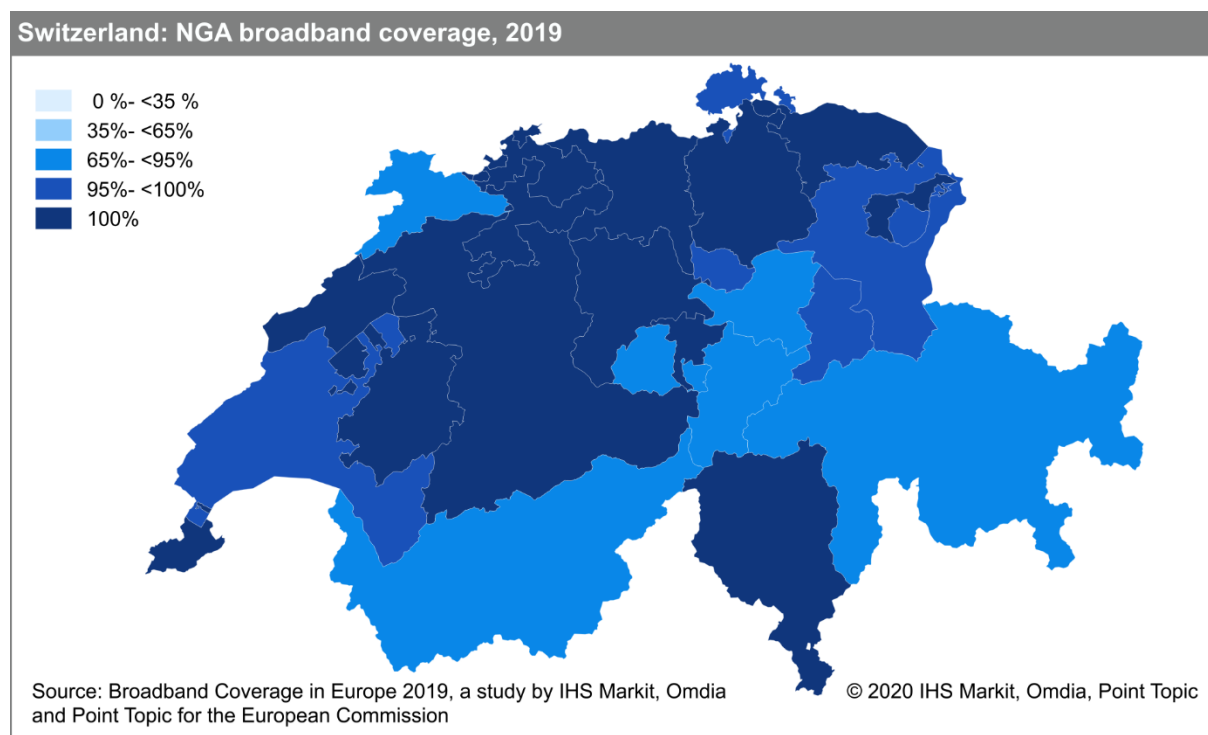 Switzerland: NGA broadband coverage, 2019
0 %- <35 %
35%- <65%
65%- <95%
95%- <100%
100%
Source: Broadband Coverage in Europe 2019, a study by IHS Markit, Omdia
and Point Topic for the European Commission
© 2020 IHS Markit, Omdia, Point Topic